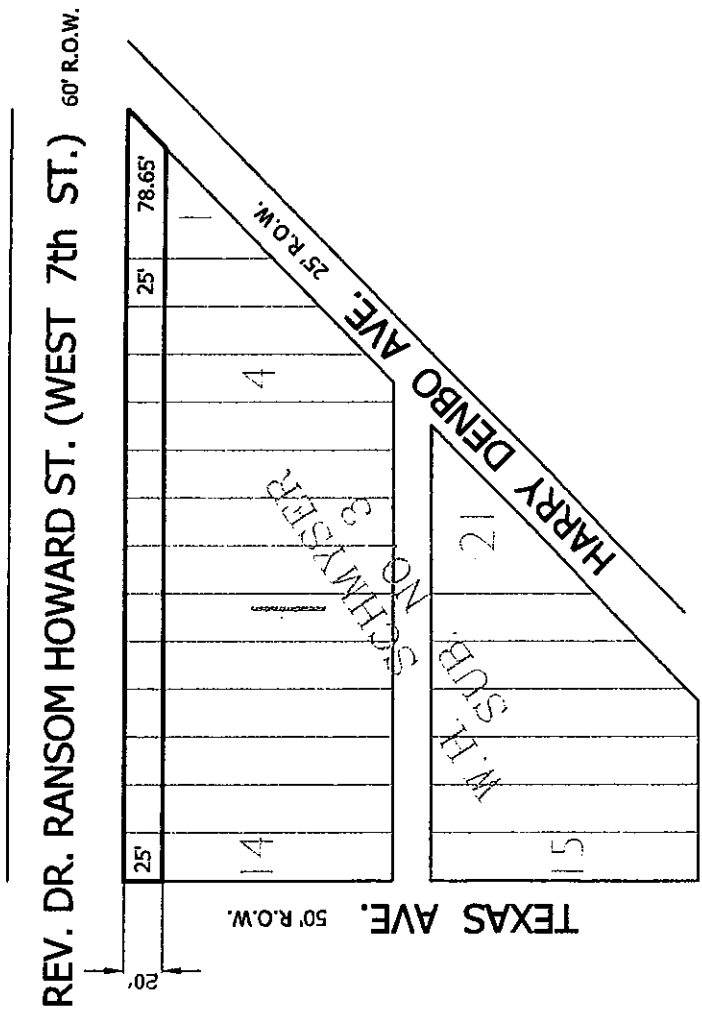 REV. DR. RANSOM HOWARD ST. (WEST 7th ST.) 60' R.O.W.
25' 25' 78.65'
20'
1
4
14
25' R.O.W.
HARRY DENBO AVE.
W.H. SCHMYSER
SUB. NO 3
21
15
50' R.O.W.
TEXAS AVE.